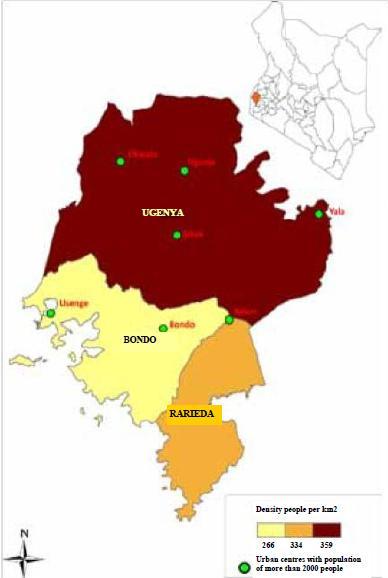 Ukwala
Ugunja
Yala
UGENYA
Siaya
Usenge
Bondo
BONDO
RARIEDA
Density people per km2
266 334 359
Urban centres with population
of more than 2000 people
N